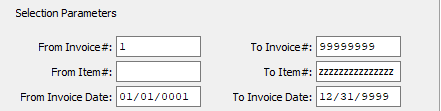 Selection Parameters
From Invoice#: 1 To Invoice#: 99999999
From Item#: To Item#: zzzzzzzzzzzzzzz
From Invoice Date: 01/01/0001 To Invoice Date: 12/31/9999